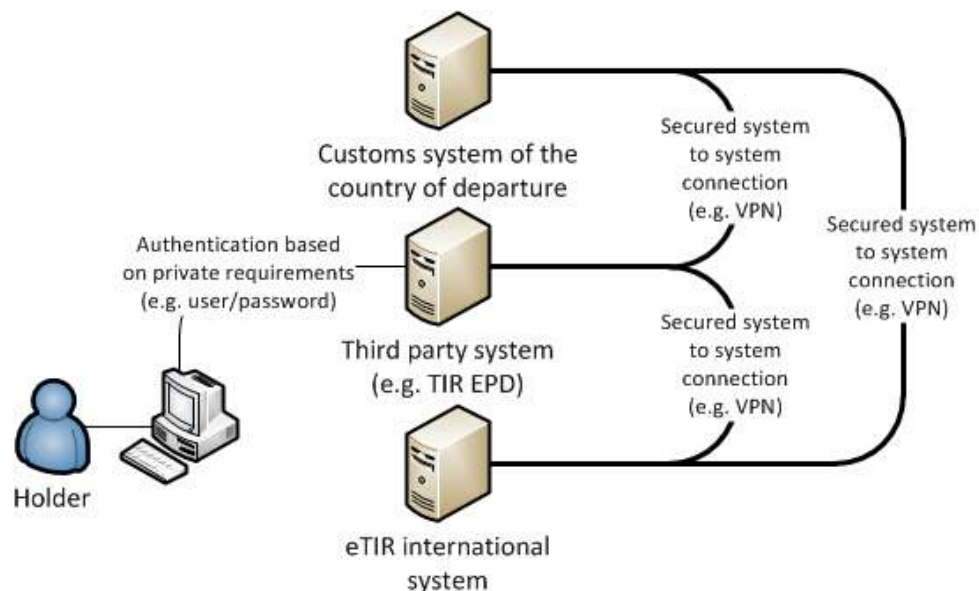 Customs system of the
country of departure
Secured system
to system
connection
(e.g. VPN)
Secured system
to system
connection
(e.g. VPN)
Authentication based
on private requirements
(e.g. user/password)
Third party system
(e.g. TIR EPD)
Secured system
to system
connection
(e.g. VPN)
Holder
eTIR international
system